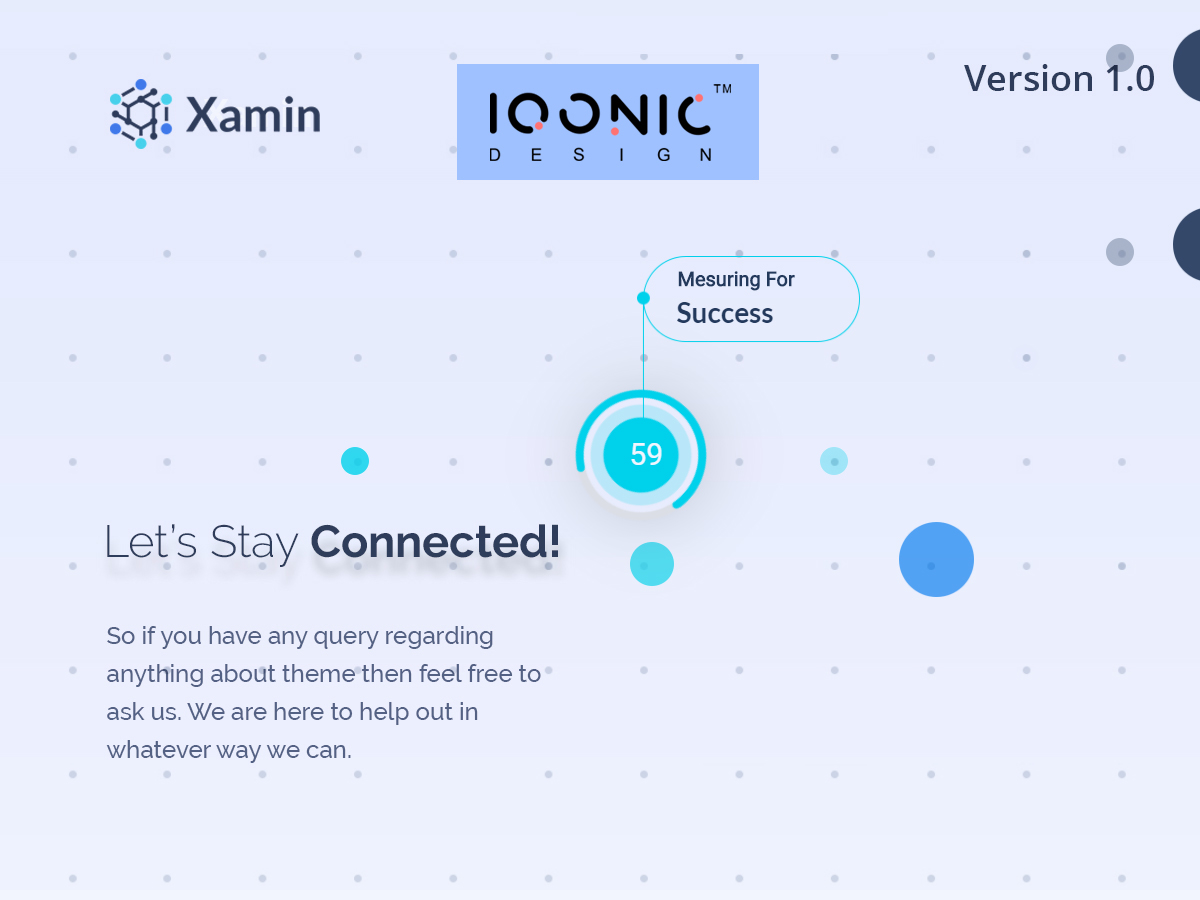 Xamin
IQONIC™
DESIGN
Version 1.0
Mesuring For
Success
59
Let's Stay Connected!
So if you have any query regarding
anything about theme then feel free to
ask us. We are here to help out in
whatever way we can.